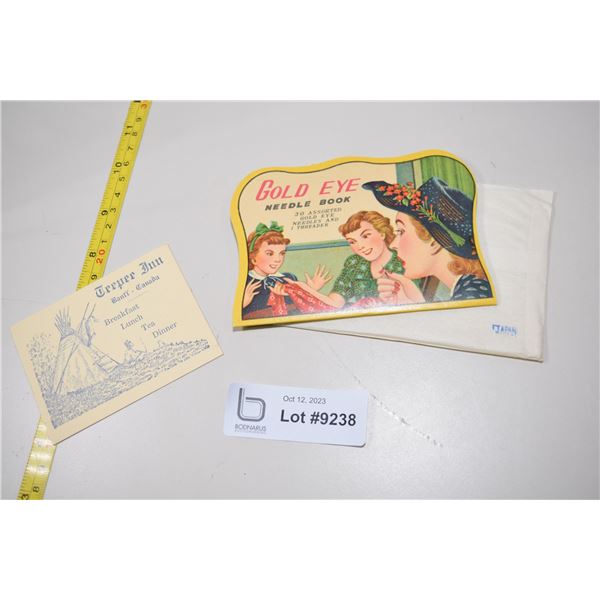 GOLD EYE
NEEDLE BOOK
30 ASSORTED
GOLD EYE
NEEDLES AND
1 THREADER
JAPAN
Teepee Inn
Banff - Canada
Breakfast
Lunch
Tea
Dinner
Oct 12, 2023
Lot #9238
b
BODNARUS